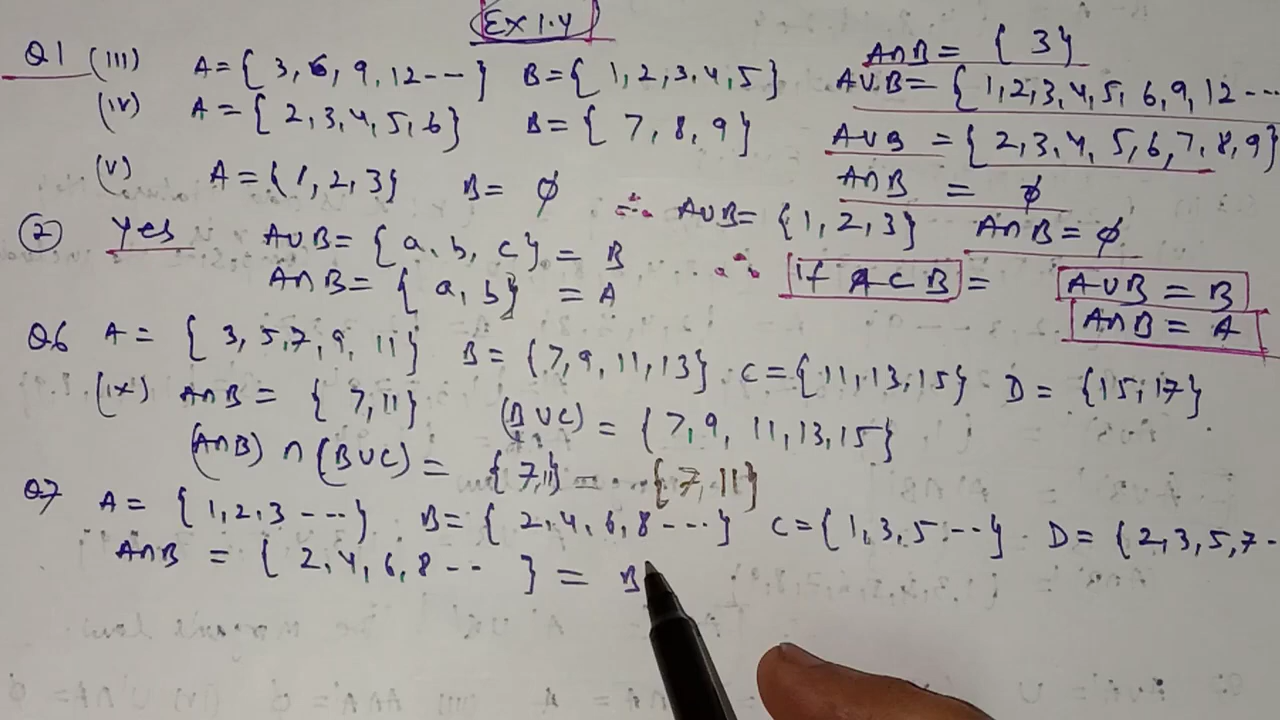 Ex 1.4
Q1 (iii) A = { 3, 6, 9, 12 --- } B = { 1, 2, 3, 4, 5 } A∩B = { 3 }
A∪B = { 1, 2, 3, 4, 5, 6, 9, 12 ---
(iv) A = { 2, 3, 4, 5, 6 } B = { 7, 8, 9 } A∪B = { 2, 3, 4, 5, 6, 7, 8, 9 }
A∩B = ϕ
(v) A = { 1, 2, 3 } B = ϕ ∴ A∪B = { 1, 2, 3 } A∩B = ϕ
② Yes A∪B = { a, b, c } = B
A∩B = { a, b } = A ∴ If A⊂B = A∪B = B
A∩B = A
Q6 A = { 3, 5, 7, 9, 11 } B = { 7, 9, 11, 13 } C = { 11, 13, 15 } D = { 15, 17 }
(ix) A∩B = { 7, 11 } (B∪C) = { 7, 9, 11, 13, 15 }
(A∩B) ∩ (B∪C) = { 7, 11 } = { 7, 11 }
Q7 A = { 1, 2, 3 --- } B = { 2, 4, 6, 8 --- } C = { 1, 3, 5 --- } D = { 2, 3, 5, 7 -
A∩B = { 2, 4, 6, 8 -- } = B